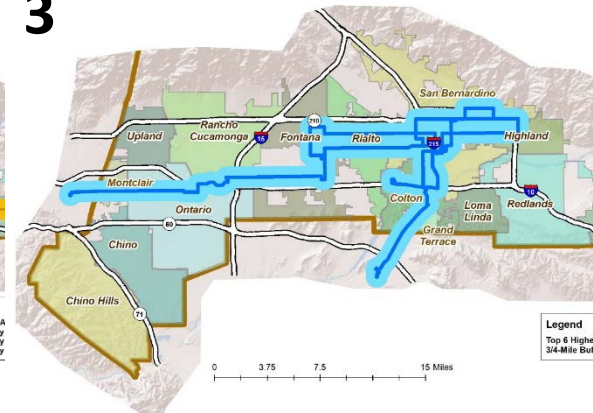 3
San Bernardino
210
Upland
Rancho
Cucamonga
15
Fontana
Rialto
215
Highland
Montclair
Ontario
Colton
10
Loma
Linda
Redlands
60
Grand
Terrace
Chino
Chino Hills
71
Legend
Top 6 Highe
3/4-Mile Buf
0 3.75 7.5 15 Miles